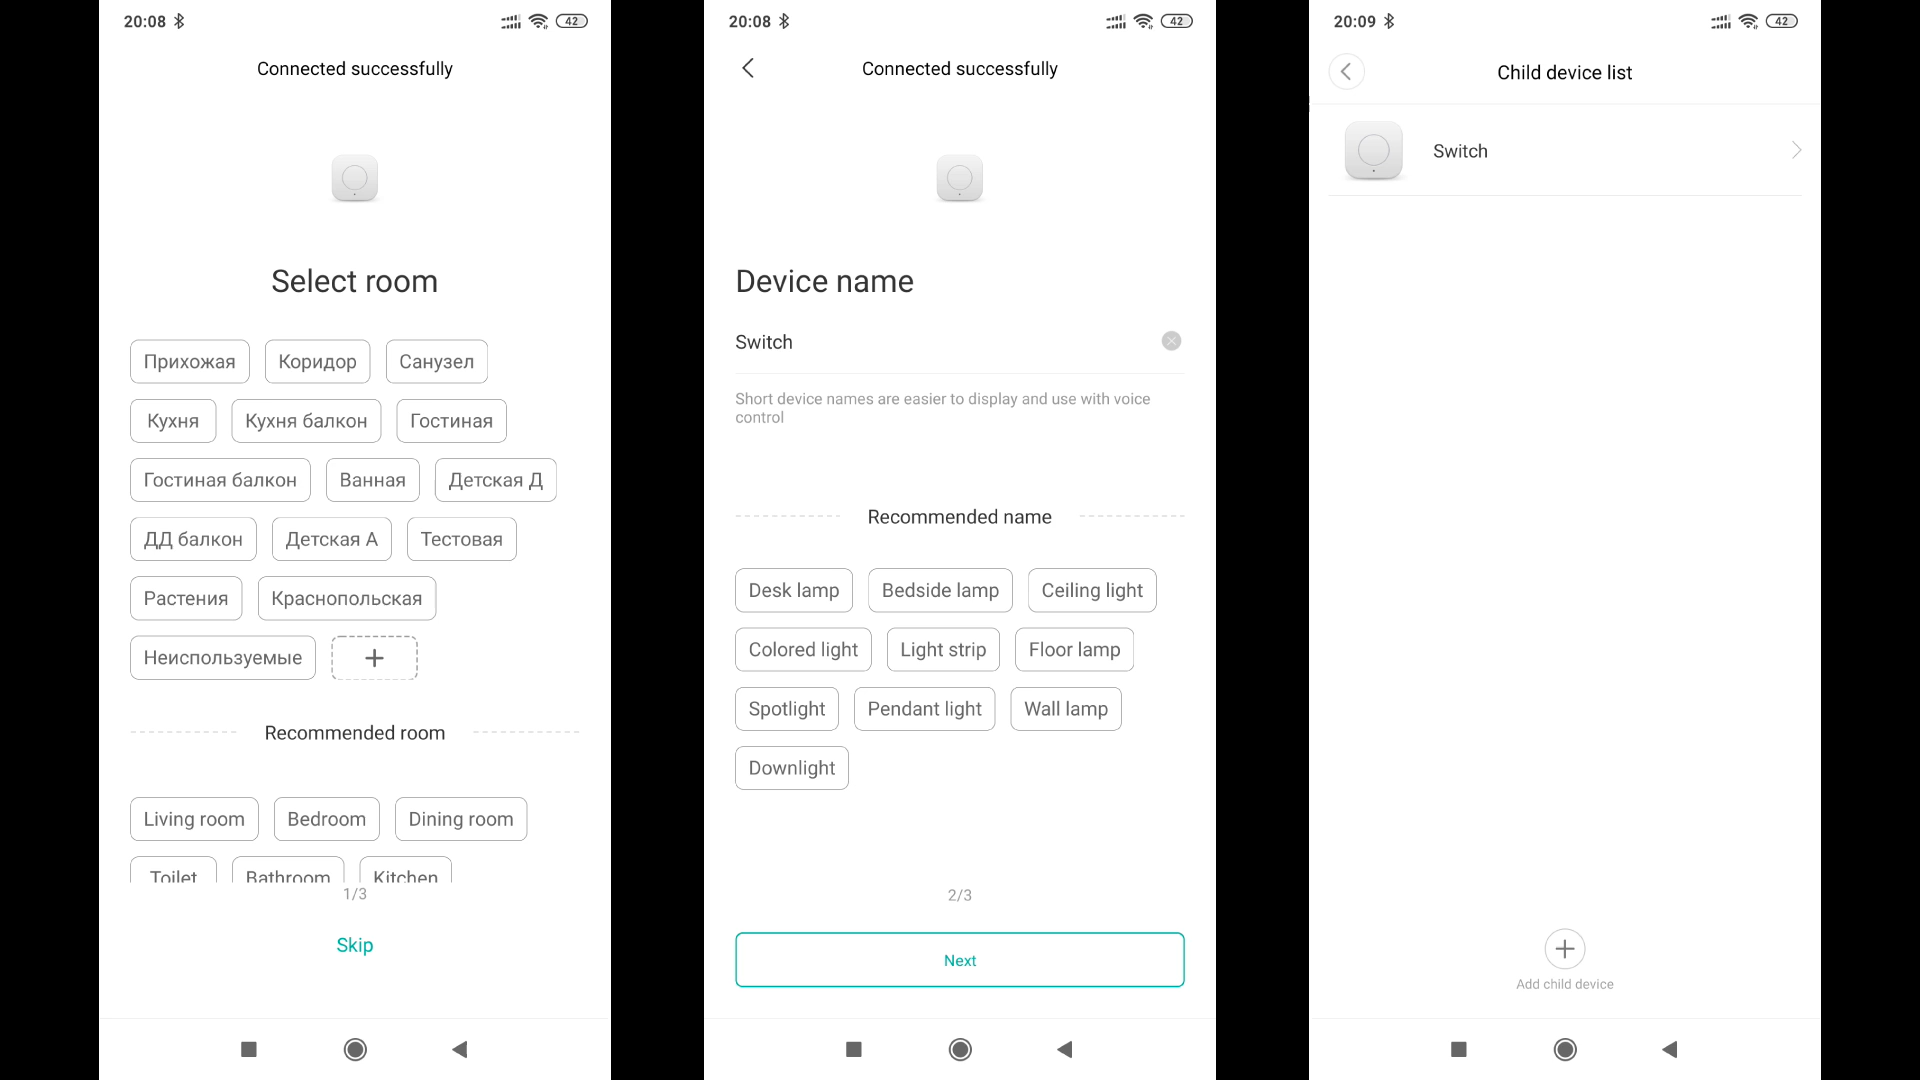 20:08
42
Connected successfully
Select room
Прихожая Коридор Санузел
Кухня Кухня балкон Гостиная
Гостиная балкон Ванная Детская Д
ДД балкон Детская А Тестовая
Растения Краснопольская
Неиспользуемые +
Recommended room
Living room Bedroom Dining room
Toilet Bathroom Kitchen
1/3
Skip
20:08
42
Connected successfully
Device name
Switch
Short device names are easier to display and use with voice
control
Recommended name
Desk lamp Bedside lamp Ceiling light
Colored light Light strip Floor lamp
Spotlight Pendant light Wall lamp
Downlight
2/3
Next
20:09
42
Child device list
Switch
Add child device